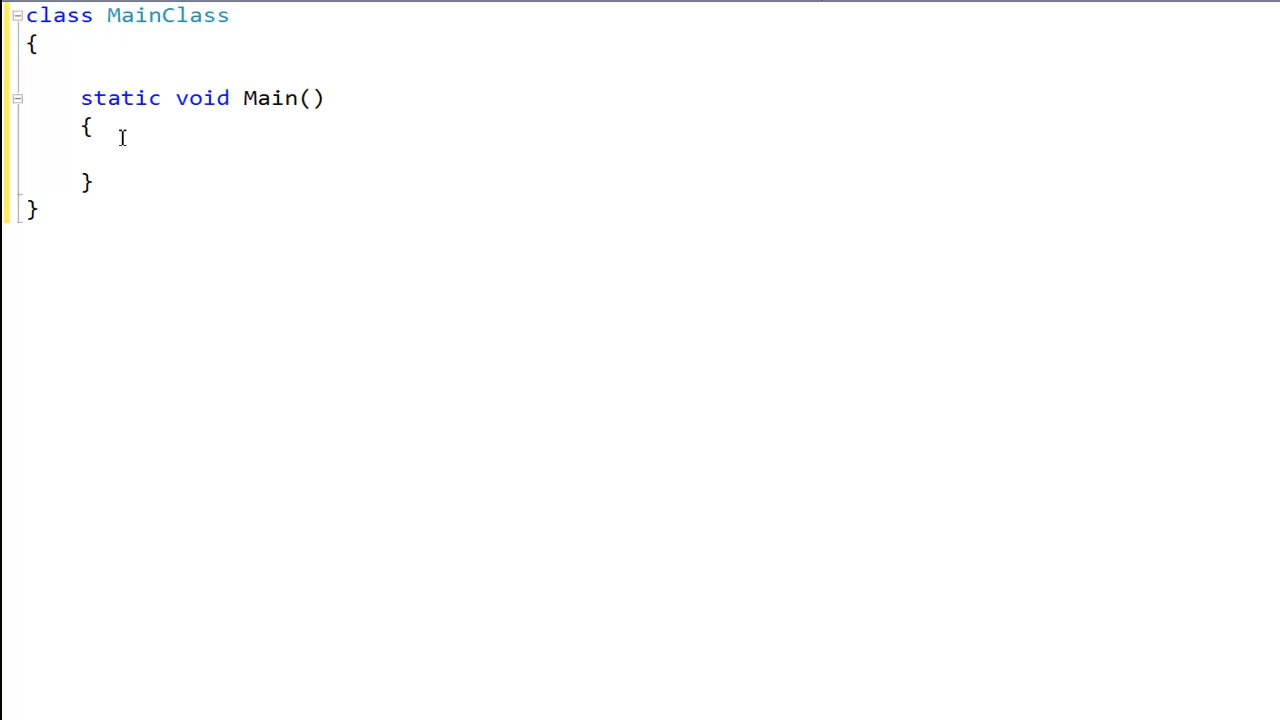 class MainClass
{
static void Main()
{
}
}